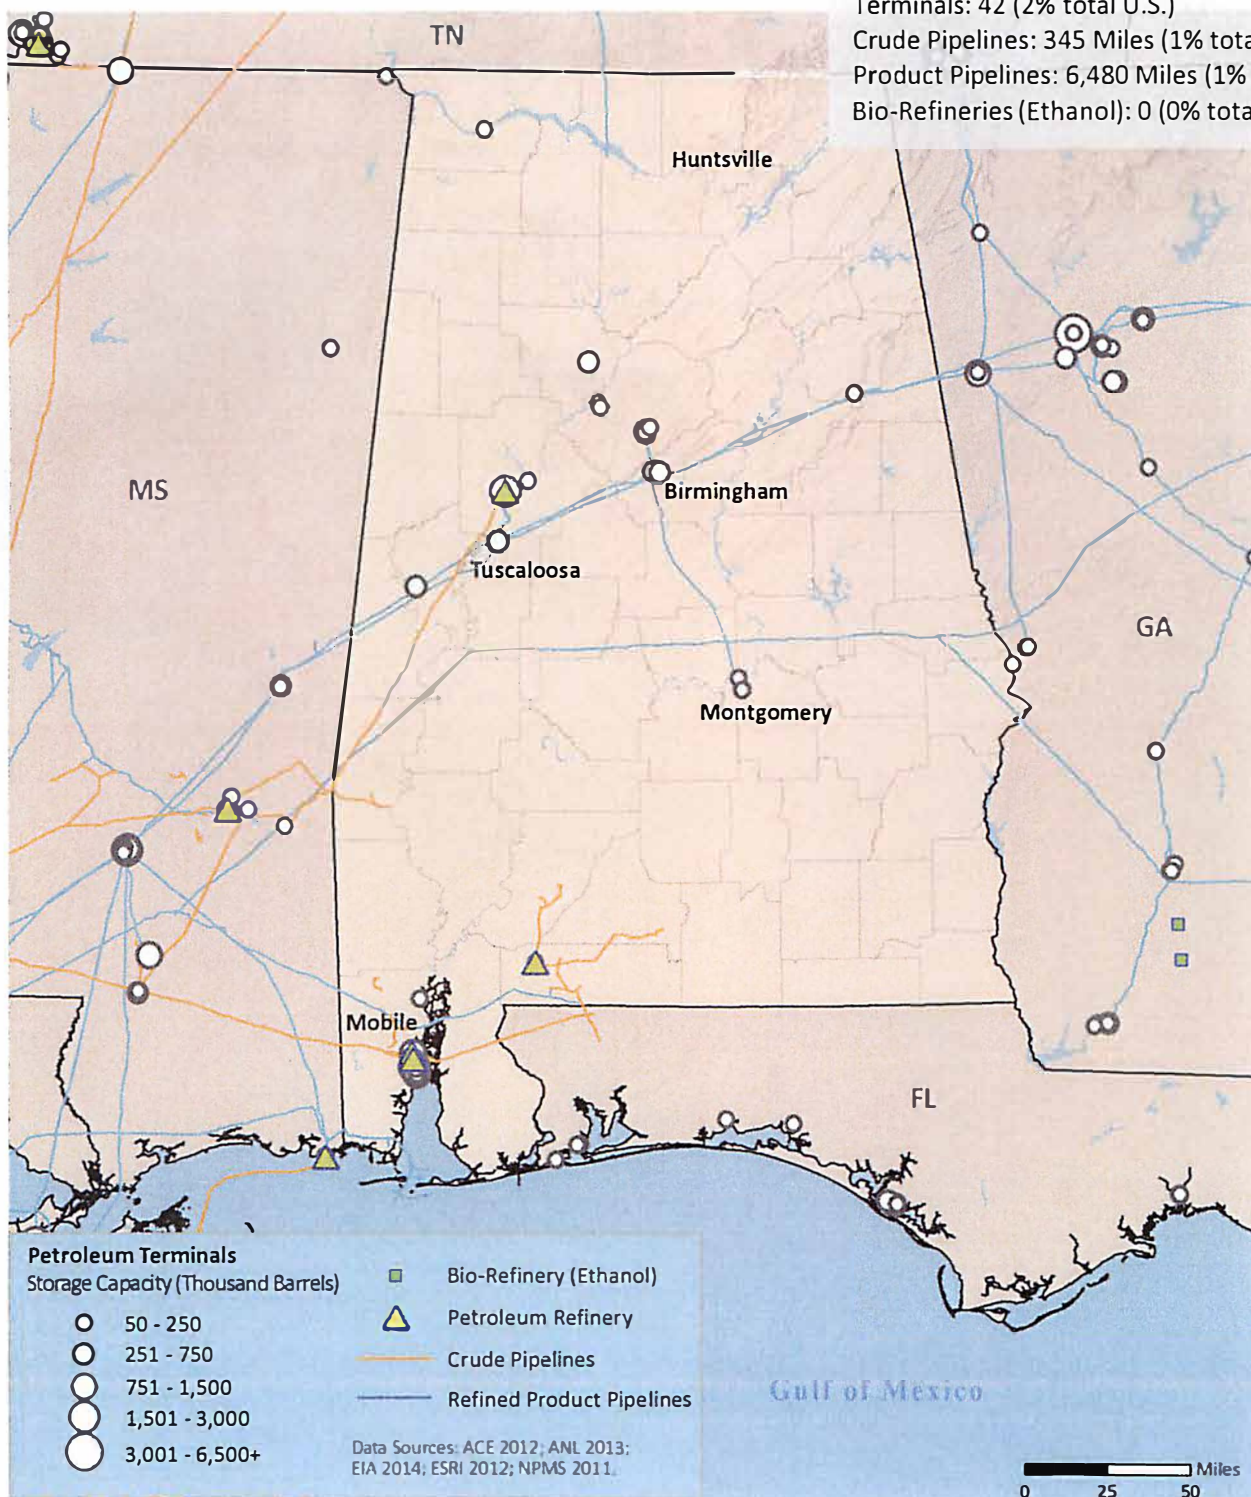 Terminals: 42 (2% total U.S.)
Crude Pipelines: 345 Miles (1% tota
Product Pipelines: 6,480 Miles (1%
Bio-Refineries (Ethanol): 0 (0% tota
TN
Huntsville
MS
Birmingham
Tuscaloosa
GA
Montgomery
Mobile
FL
Petroleum Terminals
Storage Capacity (Thousand Barrels)
50 - 250
251 - 750
751 - 1,500
1,501 - 3,000
3,001 - 6,500+
Bio-Refinery (Ethanol)
Petroleum Refinery
Crude Pipelines
Refined Product Pipelines
Data Sources: ACE 2012; ANL 2013;
EIA 2014; ESRI 2012; NPMS 2011.
Gulf of Mexico
Miles
0 25 50